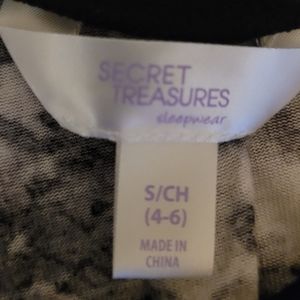 SECRET
TREASURES
sleepwear
S/CH
(4-6)
MADE IN
CHINA